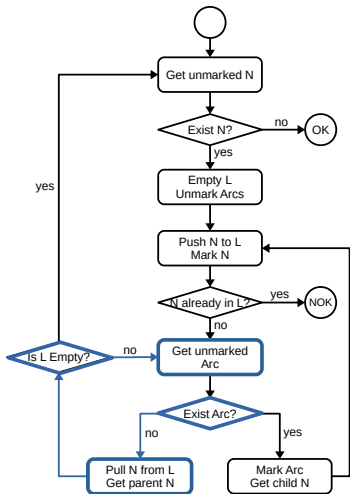 Get unmarked N
Exist N?
no
OK
yes
Empty L
Unmark Arcs
yes
Push N to L
Mark N
N already in L?
yes
NOK
no
Is L Empty?
no
Get unmarked
Arc
Exist Arc?
no
yes
Pull N from L
Get parent N
Mark Arc
Get child N